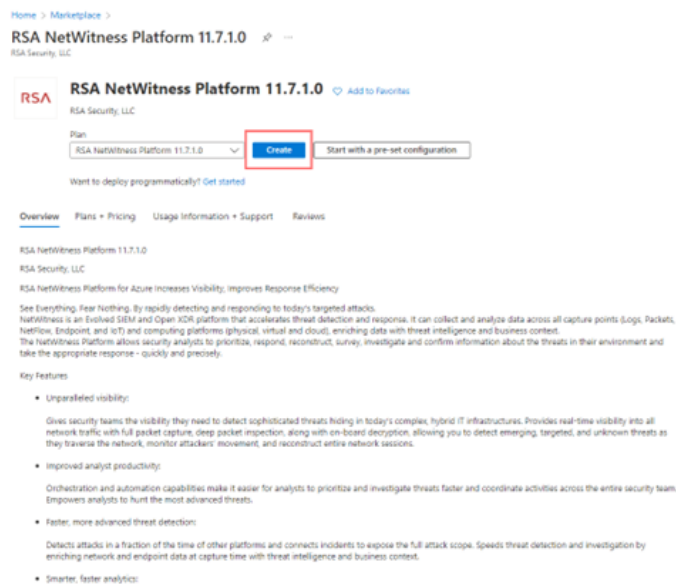 Home > Marketplace >
RSA NetWitness Platform 11.7.1.0
RSA Security, LLC
RSA
RSA NetWitness Platform 11.7.1.0 Add to Favorites
RSA Security, LLC
Plan
RSA NetWitness Platform 11.7.1.0 Create Start with a pre-set configuration
Want to deploy programmatically? Get started
Overview Plans + Pricing Usage Information + Support Reviews
RSA NetWitness Platform 11.7.1.0
RSA Security, LLC
RSA NetWitness Platform for Azure Increases Visibility; Improves Response Efficiency
See Everything. Fear Nothing. By rapidly detecting and responding to today's targeted attacks.
NetWitness is an Evolved SIEM and Open XDR platform that accelerates threat detection and response. It can collect and analyze data across all capture points (Logs, Packets,
NetFlow, Endpoint, and IoT) and computing platforms (physical, virtual and cloud), enriching data with threat intelligence and business context.
The NetWitness Platform allows security analysts to prioritize, respond, reconstruct, survey, investigate and confirm information about the threats in their environment and
take the appropriate response - quickly and precisely.
Key Features
• Unparalleled visibility:
Gives security teams the visibility they need to detect sophisticated threats hiding in today's complex, hybrid IT infrastructures. Provides real-time visibility into all
network traffic with full packet capture, deep packet inspection, along with on-board decryption, allowing you to detect emerging, targeted, and unknown threats as
they traverse the network, monitor attackers' movement, and reconstruct entire network sessions.
• Improved analyst productivity:
Orchestration and automation capabilities make it easier for analysts to prioritize and investigate threats faster and coordinate activities across the entire security team.
Empowers analysts to hunt the most advanced threats.
• Faster, more advanced threat detection:
Detects attacks in a fraction of the time of other platforms and connects incidents to expose the full attack scope. Speeds threat detection and investigation by
enriching network and endpoint data at capture time with threat intelligence and business context.
• Smarter, faster analytics: